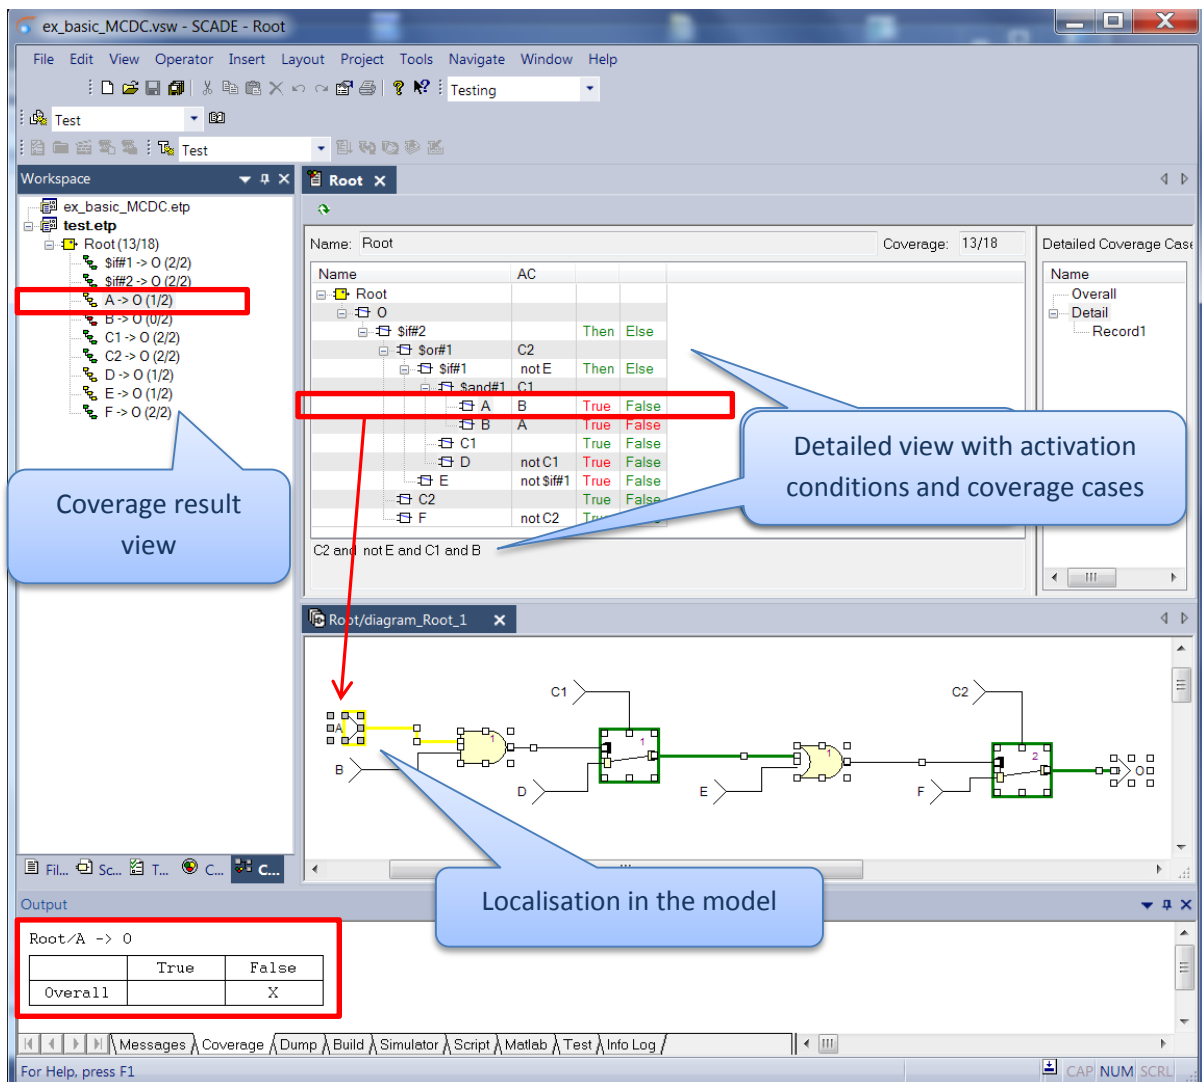 ex_basic_MCDC.vsw - SCADE - Root
File Edit View Operator Insert Layout Project Tools Navigate Window Help
Testing
Test
Test
Workspace
ex_basic_MCDC.etp
test.etp
Root (13/18)
$if#1 -> O (2/2)
$if#2 -> O (2/2)
A -> O (1/2)
B -> O (0/2)
C1 -> O (2/2)
C2 -> O (2/2)
D -> O (1/2)
E -> O (1/2)
F -> O (2/2)
Coverage result
view
Fil... Sc... T... C... C...
Root
Name: Root Coverage: 13/18
Name AC
Root
O
$if#2 Then Else
$or#1 C2
$if#1 not E Then Else
$and#1 C1
A B True False
B A True False
C1 True False
D not C1 True False
E not $if#1 True False
C2 True False
F not C2
C2 and not E and C1 and B
Detailed Coverage Case
Name
Overall
Detail
Record1
Detailed view with activation
conditions and coverage cases
Root/diagram_Root_1
C1 C2
A 1 1 1 2 O
B D E F
Localisation in the model
Output
Root/A -> O
True False
Overall X
Messages Coverage Dump Build Simulator Script Matlab Test Info Log
For Help, press F1 CAP NUM SCRL